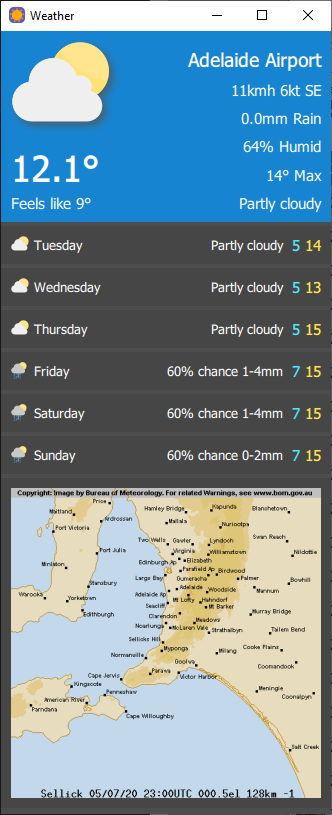 Weather
Adelaide Airport
11kmh 6kt SE
0.0mm Rain
64% Humid
12.1°
14° Max
Feels like 9°
Partly cloudy
Tuesday Partly cloudy 5 14
Wednesday Partly cloudy 5 13
Thursday Partly cloudy 5 15
Friday 60% chance 1-4mm 7 15
Saturday 60% chance 1-4mm 7 15
Sunday 60% chance 0-2mm 7 15
Copyright: Image by Bureau of Meteorology. For related Warnings, see www.bom.gov.au
Price
Hamley Bridge
Kapunda
Blanchetown
Maitland
Ardrossan
Mallala
Nuriootpa
Port Victoria
Two Wells
Gawler
Lyndoch
Swan Reach
Port Julia
Virginia
Williamstown
Nildottie
Edinburgh Ap
Elizabeth
Minlaton
Parafield Ap
Birdwood
Large Bay
Gumeracha
Palmer
Stansbury
Adelaide
Woodside
Mannum
Bowhill
Warooka
Yorketown
Adelaide Ap
Mt Lofty
Hahndorf
Seacliff
Mt Barker
Edithburgh
Clarendon
Murray Bridge
Noarlunga
Meadows
McLaren Vale
Strathalbyn
Tailem Bend
Sellicks Hill
Myponga
Milang
Cooke Plains
Normanville
Goolwa
Coomandook
Cape Jervis
Parawa
Victor Harbor
Kingscote
Penneshaw
Meningie
Coonalpyn
American River
Parndana
Cape Willoughby
Salt Creek
Sellick 05/07/20 23:00UTC 000.5el 128km -1